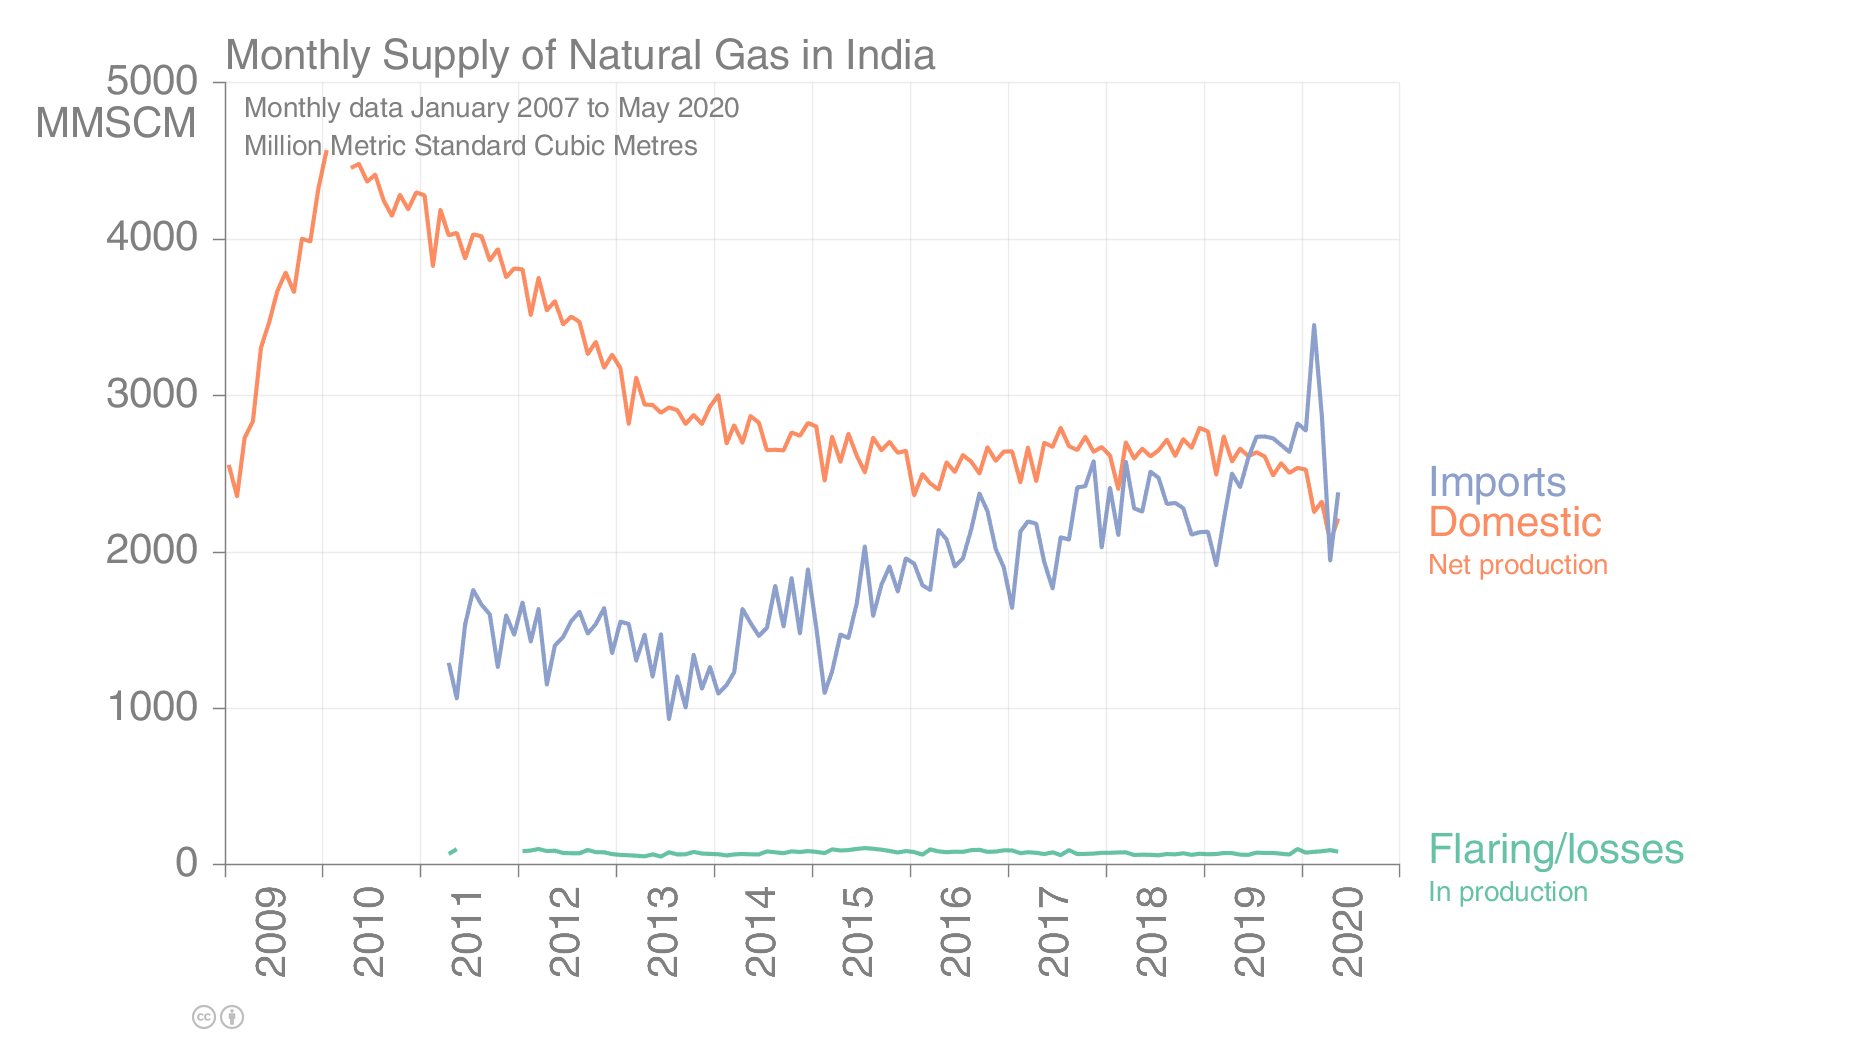 Monthly Supply of Natural Gas in India
5000
MMSCM
Monthly data January 2007 to May 2020
Million Metric Standard Cubic Metres
4000
3000
2000
1000
0
Imports
Domestic
Net production
Flaring/losses
In production
2009 2010 2011 2012 2013 2014 2015 2016 2017 2018 2019 2020
cc